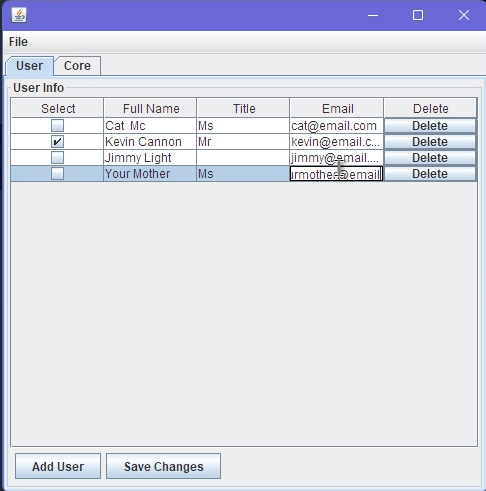 File
User Core
User Info
Select Full Name Title Email Delete
Cat Mc Ms cat@email.com Delete
Kevin Cannon Mr kevin@email.c... Delete
Jimmy Light jimmy@email.... Delete
Your Mother Ms urmother@email Delete
Add User Save Changes